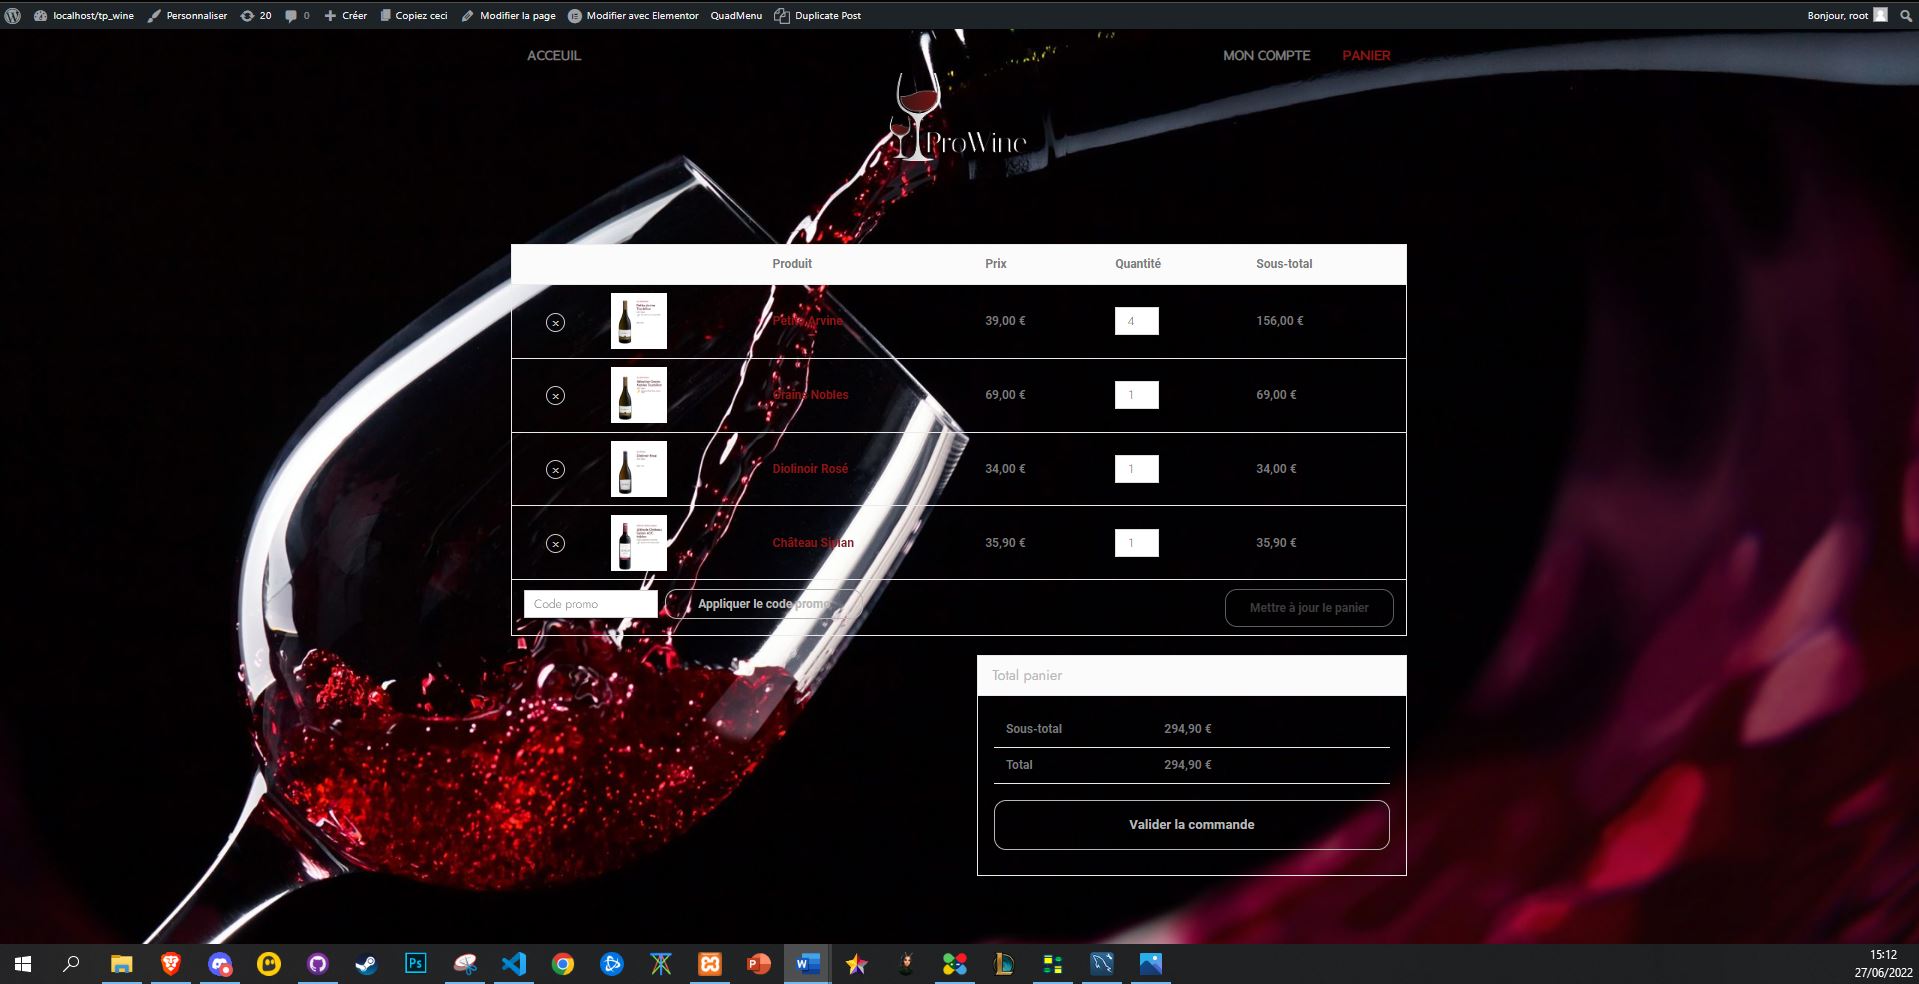 localhost/tp_wine Personnaliser 20 0 Créer Copiez ceci Modifier la page Modifier avec Elementor QuadMenu Duplicate Post Bonjour, root
ACCEUIL MON COMPTE PANIER
ProWine
Produit Prix Quantité Sous-total
Petite Arvine 39,00 € 4 156,00 €
Grains Nobles 69,00 € 1 69,00 €
Diolinoir Rosé 34,00 € 1 34,00 €
Château Sipian 35,90 € 1 35,90 €
Code promo Appliquer le code promo Mettre à jour le panier
Total panier
Sous-total 294,90 €
Total 294,90 €
Valider la commande
Ps
15:12
27/06/2022